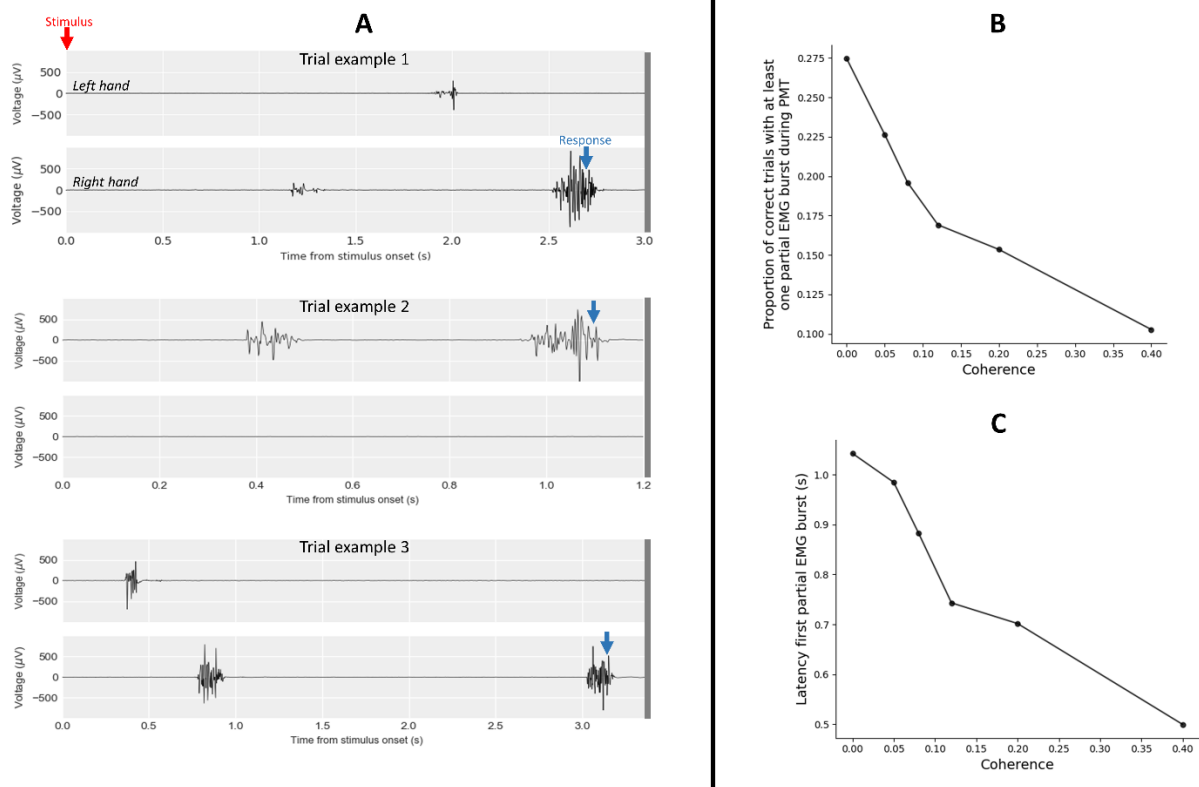 A
Stimulus
Trial example 1
Voltage (µV)
500
0
−500
Left hand
Response
Voltage (µV)
500
0
−500
Right hand
0.0 0.5 1.0 1.5 2.0 2.5 3.0
Time from stimulus onset (s)
Trial example 2
Voltage (µV)
500
0
−500
Voltage (µV)
500
0
−500
0.0 0.2 0.4 0.6 0.8 1.0 1.2
Time from stimulus onset (s)
Trial example 3
Voltage (µV)
500
0
−500
Voltage (µV)
500
0
−500
0.0 0.5 1.0 1.5 2.0 2.5 3.0
Time from stimulus onset (s)
B
Proportion of correct trials with at least
one partial EMG burst during PMT
0.275
0.250
0.225
0.200
0.175
0.150
0.125
0.100
0.00 0.05 0.10 0.15 0.20 0.25 0.30 0.35 0.40
Coherence
C
Latency first partial EMG burst (s)
1.0
0.9
0.8
0.7
0.6
0.5
0.00 0.05 0.10 0.15 0.20 0.25 0.30 0.35 0.40
Coherence